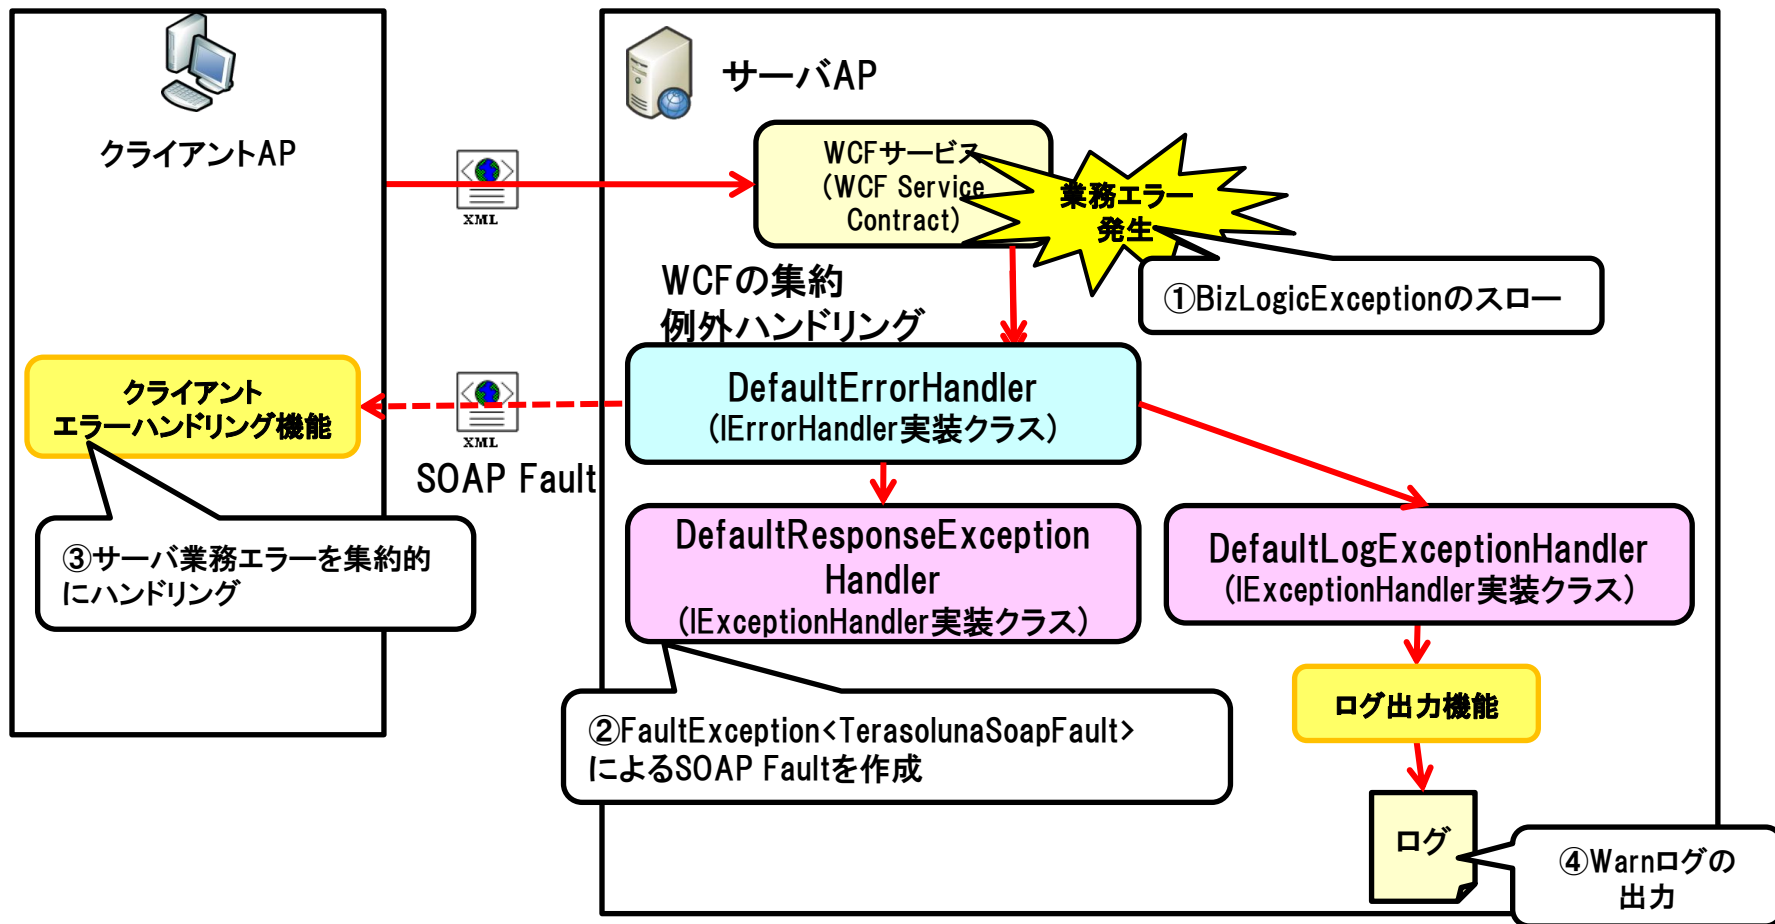 クライアントAP
サーバAP
XML
WCFサービス
(WCF Service
Contract)
業務エラー
発生
①BizLogicExceptionのスロー
WCFの集約
例外ハンドリング
クライアント
エラーハンドリング機能
XML
SOAP Fault
DefaultErrorHandler
(IErrorHandler実装クラス)
③サーバ業務エラーを集約的
にハンドリング
DefaultResponseException
Handler
(IExceptionHandler実装クラス)
DefaultLogExceptionHandler
(IExceptionHandler実装クラス)
②FaultException<TerasolunaSoapFault>
によるSOAP Faultを作成
ログ出力機能
ログ
④Warnログの
出力